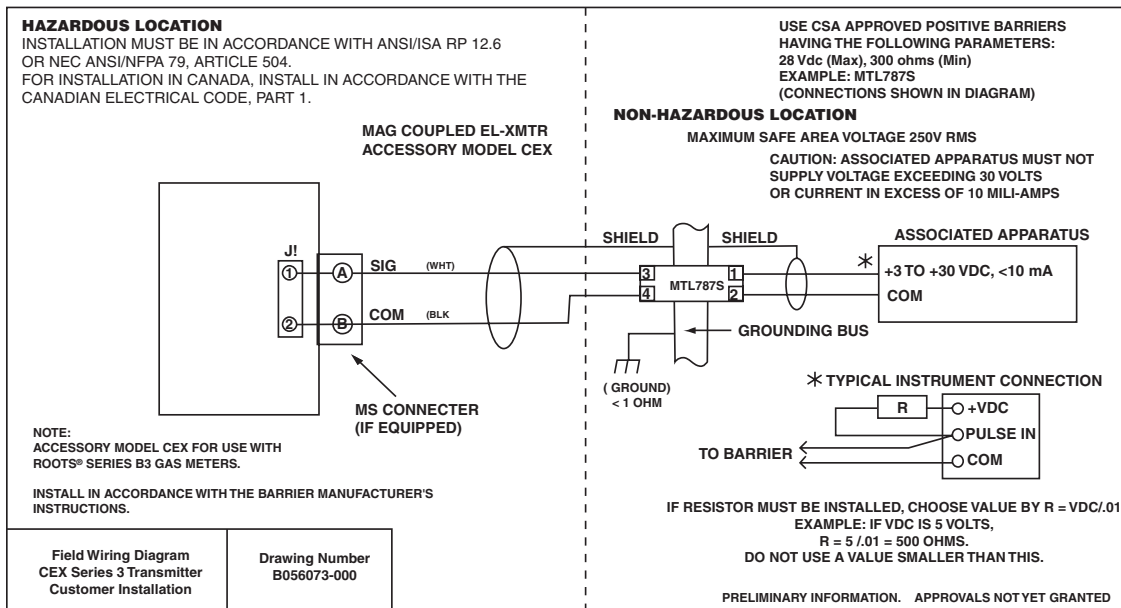 HAZARDOUS LOCATION
INSTALLATION MUST BE IN ACCORDANCE WITH ANSI/ISA RP 12.6
OR NEC ANSI/NFPA 79, ARTICLE 504.
FOR INSTALLATION IN CANADA, INSTALL IN ACCORDANCE WITH THE
CANADIAN ELECTRICAL CODE, PART 1.
USE CSA APPROVED POSITIVE BARRIERS
HAVING THE FOLLOWING PARAMETERS:
28 Vdc (Max), 300 ohms (Min)
EXAMPLE: MTL787S
(CONNECTIONS SHOWN IN DIAGRAM)
NON-HAZARDOUS LOCATION
MAXIMUM SAFE AREA VOLTAGE 250V RMS
CAUTION: ASSOCIATED APPARATUS MUST NOT
SUPPLY VOLTAGE EXCEEDING 30 VOLTS
OR CURRENT IN EXCESS OF 10 MILI-AMPS
MAG COUPLED EL-XMTR
ACCESSORY MODEL CEX
J!
1
2
A
B
SIG (WHT)
COM (BLK
MS CONNECTER
(IF EQUIPPED)
SHIELD
SHIELD
3
4
MTL787S
1
2
GROUNDING BUS
( GROUND)
< 1 OHM
ASSOCIATED APPARATUS
* +3 TO +30 VDC, <10 mA
COM
* TYPICAL INSTRUMENT CONNECTION
R
+VDC
PULSE IN
COM
TO BARRIER
NOTE:
ACCESSORY MODEL CEX FOR USE WITH
ROOTS® SERIES B3 GAS METERS.
INSTALL IN ACCORDANCE WITH THE BARRIER MANUFACTURER'S
INSTRUCTIONS.
IF RESISTOR MUST BE INSTALLED, CHOOSE VALUE BY R = VDC/.01
EXAMPLE: IF VDC IS 5 VOLTS,
R = 5 /.01 = 500 OHMS.
DO NOT USE A VALUE SMALLER THAN THIS.
Field Wiring Diagram
CEX Series 3 Transmitter
Customer Installation
Drawing Number
B056073-000
PRELIMINARY INFORMATION. APPROVALS NOT YET GRANTED